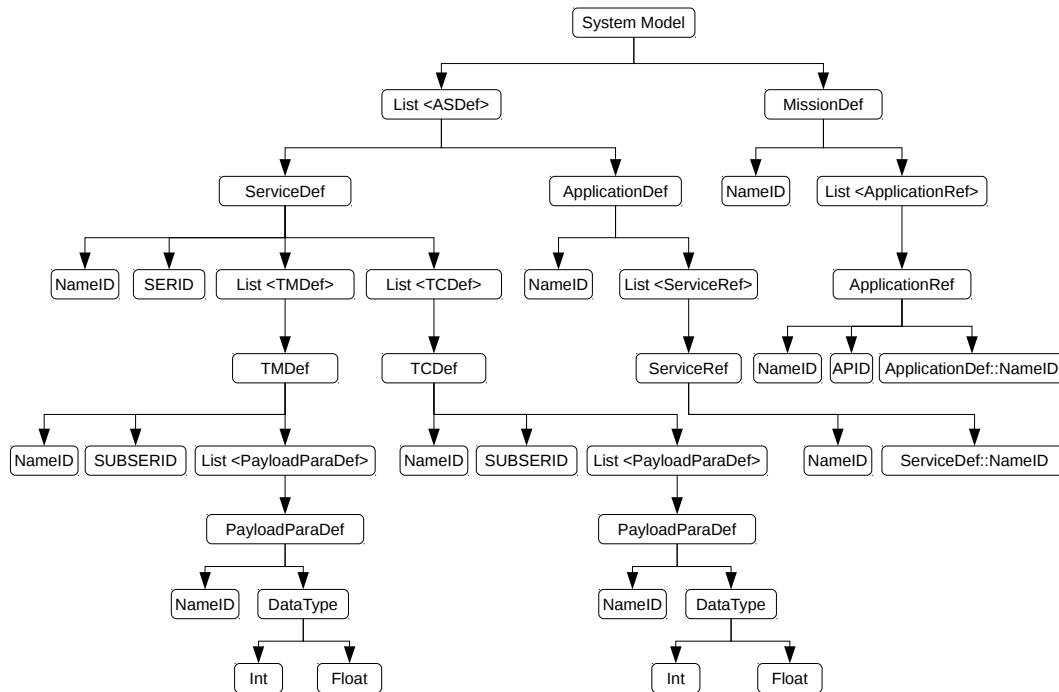 System Model
List <ASDef>
MissionDef
ServiceDef
ApplicationDef
NameID
List <ApplicationRef>
NameID
SERID
List <TMDef>
List <TCDef>
NameID
List <ServiceRef>
ApplicationRef
TMDef
TCDef
ServiceRef
NameID
APID
ApplicationDef::NameID
NameID
SUBSERID
List <PayloadParaDef>
NameID
SUBSERID
List <PayloadParaDef>
NameID
ServiceDef::NameID
PayloadParaDef
PayloadParaDef
NameID
DataType
NameID
DataType
Int
Float
Int
Float